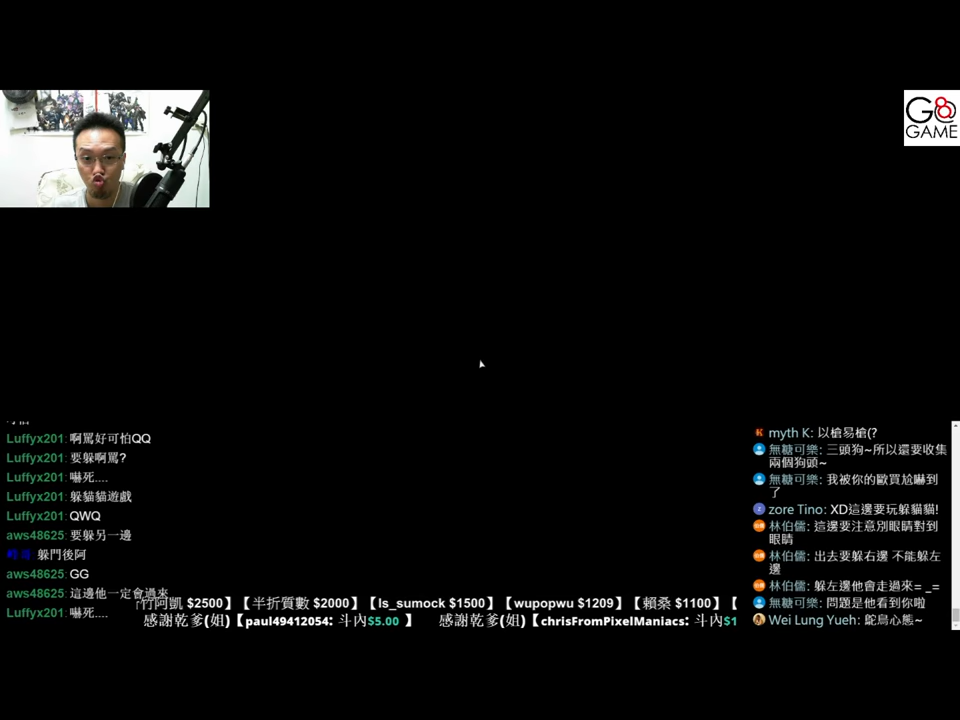 G8
GAME
Luffyx201: 啊罵好可怕QQ
Luffyx201: 要躲啊罵?
Luffyx201: 嚇死....
Luffyx201: 躲貓貓遊戲
Luffyx201: QWQ
aws48625: 要躲另一邊
躲門後阿
aws48625: GG
aws48625: 這邊他一定會過來
Luffyx201: 嚇死....
myth K: 以槍易槍(?
無糖可樂: 三頭狗~所以還要收集
兩個狗頭~
無糖可樂: 我被你的歐買尬嚇到
了
zore Tino: XD這邊要玩躲貓貓!
林伯儒: 這邊要注意別眼睛對到
眼睛
林伯儒: 出去要躲右邊 不能躲左
邊
林伯儒: 躲左邊他會走過來=_=
無糖可樂: 問題是他看到你啦
Wei Lung Yueh: 鴕鳥心態~
竹阿凱 $2500】【半折質數 $2000】【ls_sumock $1500】【wupopwu $1209】【賴桑 $1100】【
感謝乾爹(姐)【paul49412054: 斗內$5.00 】 感謝乾爹(姐)【chrisFromPixelManiacs: 斗內$1